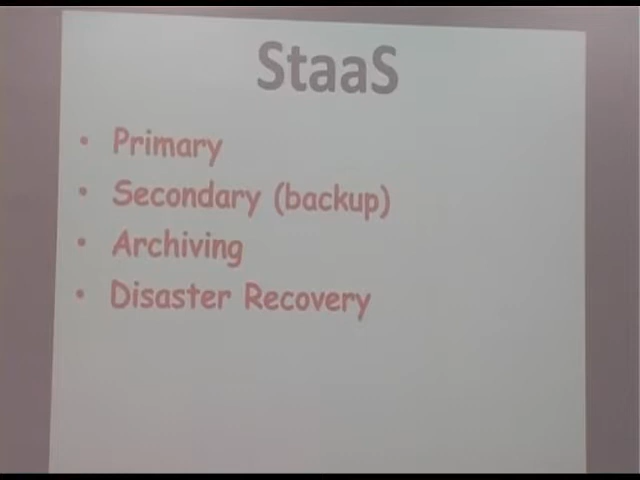 StaaS
• Primary
• Secondary (backup)
• Archiving
• Disaster Recovery